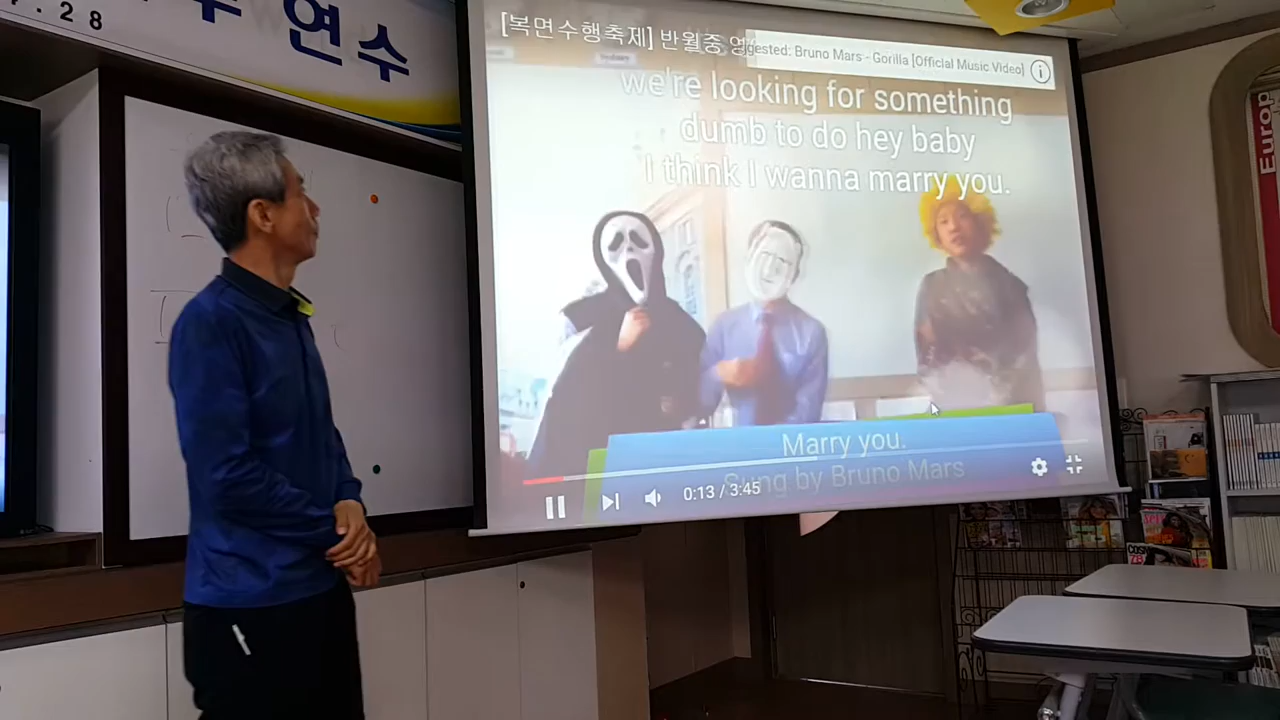 7.28
연수
[복면수행축제] 반월중 영
gested: Bruno Mars - Gorilla [Official Music Video]
we're looking for something
dumb to do hey baby
I think I wanna marry you.
Marry you.
Sung by Bruno Mars
0:13 / 3:45
Europ